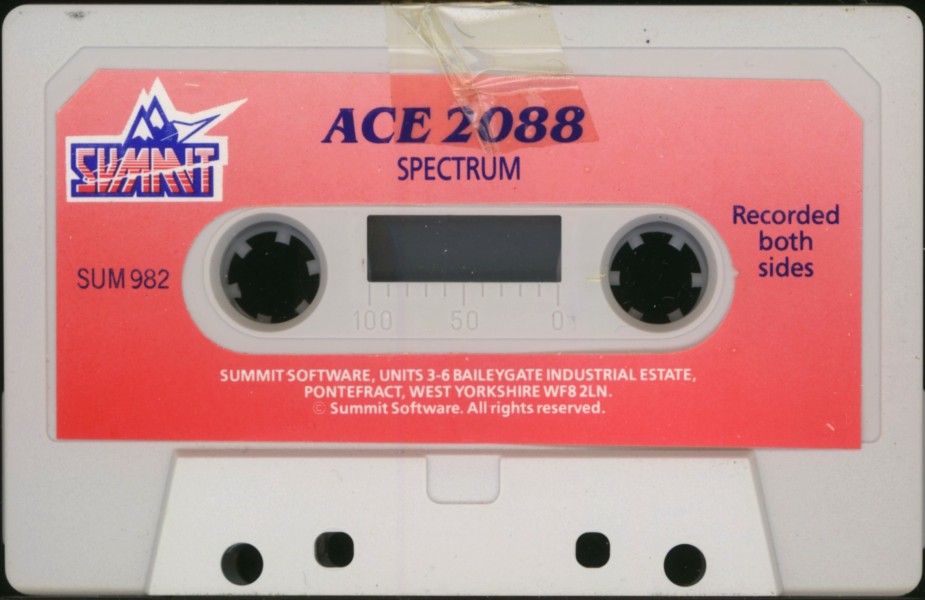 SUMMIT
ACE 2088
SPECTRUM
Recorded
both
sides
SUM 982
100 50 0
SUMMIT SOFTWARE, UNITS 3-6 BAILEYGATE INDUSTRIAL ESTATE,
PONTEFRACT, WEST YORKSHIRE WF8 2LN.
© Summit Software. All rights reserved.